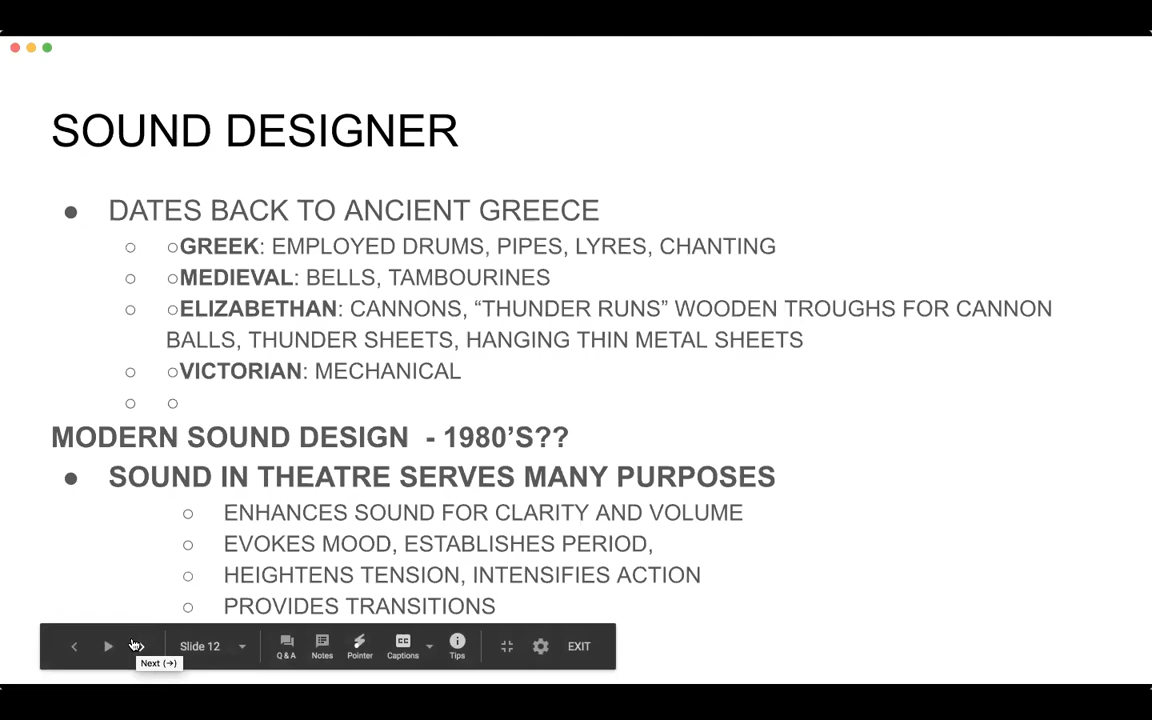 SOUND DESIGNER
● DATES BACK TO ANCIENT GREECE
○ ○GREEK: EMPLOYED DRUMS, PIPES, LYRES, CHANTING
○ ○MEDIEVAL: BELLS, TAMBOURINES
○ ○ELIZABETHAN: CANNONS, “THUNDER RUNS” WOODEN TROUGHS FOR CANNON
BALLS, THUNDER SHEETS, HANGING THIN METAL SHEETS
○ ○VICTORIAN: MECHANICAL
○ ○
MODERN SOUND DESIGN - 1980’S??
● SOUND IN THEATRE SERVES MANY PURPOSES
○ ENHANCES SOUND FOR CLARITY AND VOLUME
○ EVOKES MOOD, ESTABLISHES PERIOD,
○ HEIGHTENS TENSION, INTENSIFIES ACTION
○ PROVIDES TRANSITIONS
Slide 12 Q & A Notes Pointer CC Captions Tips EXIT
Next (→)